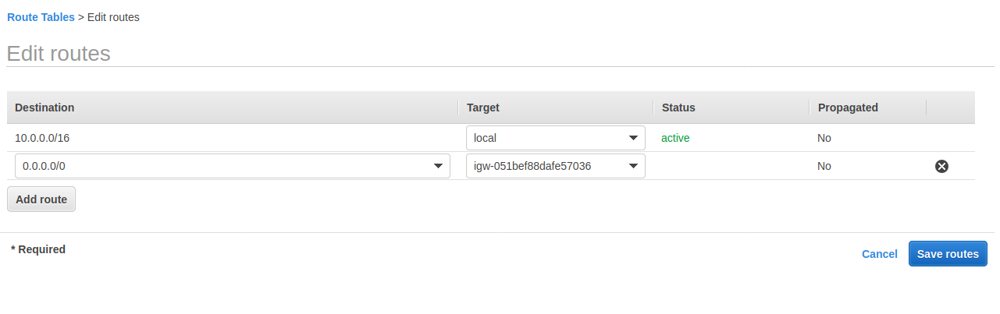 Route Tables > Edit routes
Edit routes
Destination Target Status Propagated
10.0.0.0/16 local active No
0.0.0.0/0 igw-051bef88dafe57036 No
Add route
* Required
Cancel Save routes